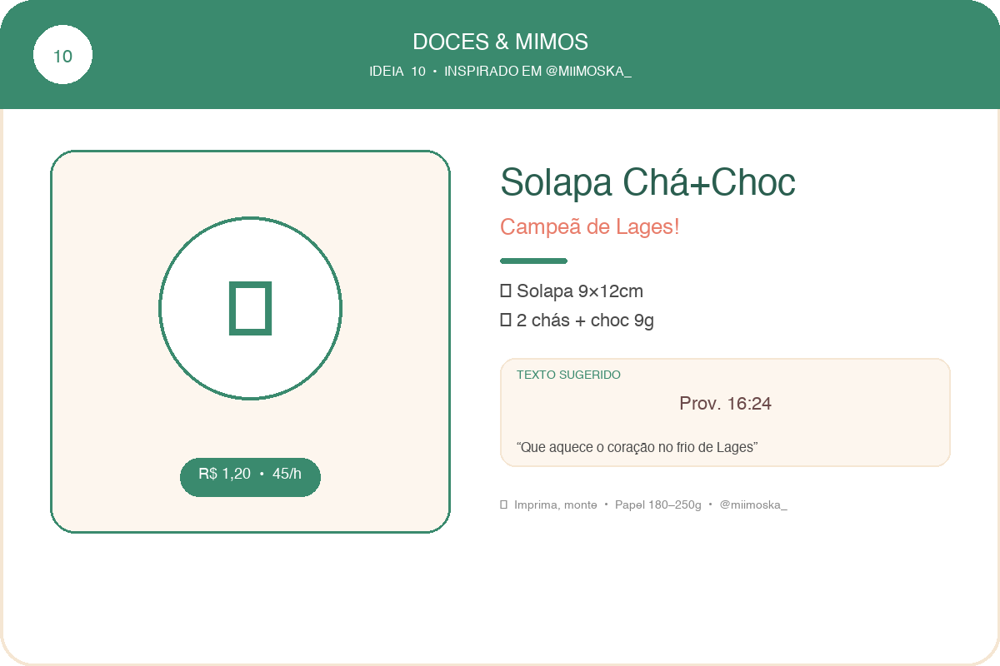 10
DOCES & MIMOS
IDEIA 10 • INSPIRADO EM @MIIMOSKA_
Solapa Chá+Choc
Campeã de Lages!
Solapa 9×12cm
2 chás + choc 9g
TEXTO SUGERIDO
Prov. 16:24
“Que aquece o coração no frio de Lages”
R$ 1,20 • 45/h
Imprima, monte • Papel 180–250g • @miimoska_